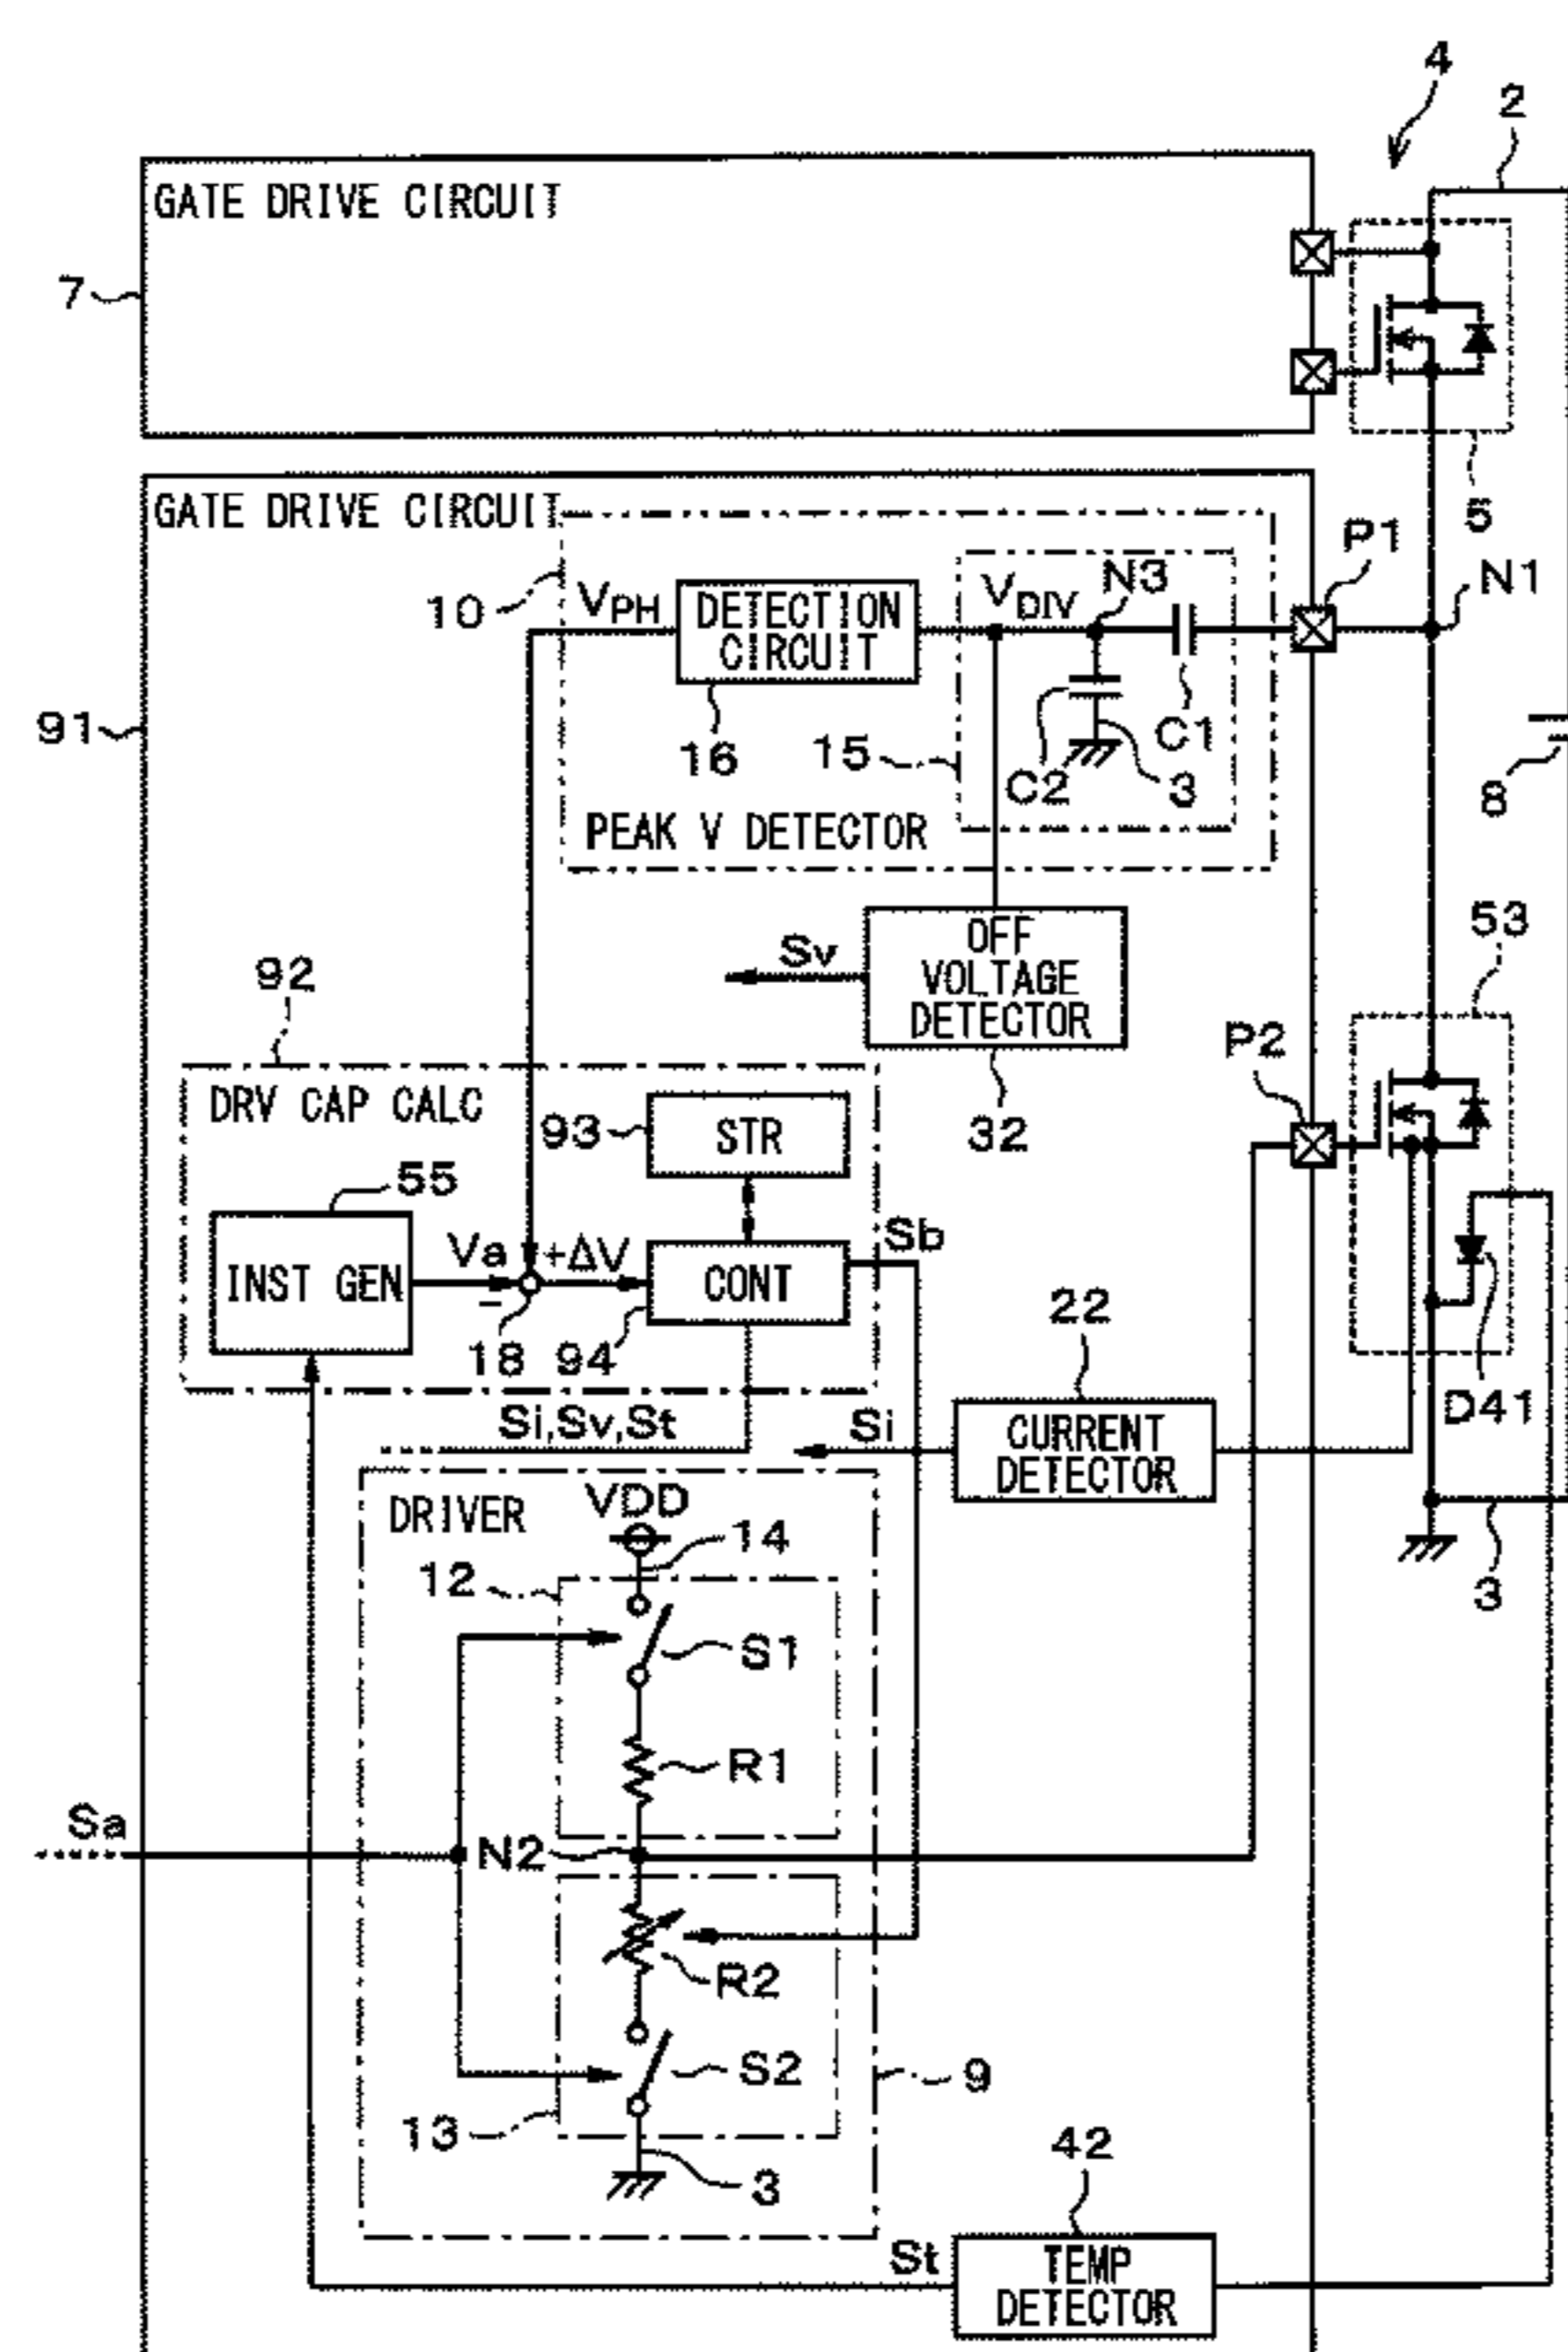 4
2
GATE DRIVE CIRCUIT
7
5
GATE DRIVE CIRCUIT
P1
N1
10
VPH
DETECTION
CIRCUIT
VDIV
N3
91
16
15
C2
3
C1
8
PEAK V DETECTOR
53
OFF
VOLTAGE
DETECTOR
Sv
92
P2
DRV CAP CALC
93
STR
32
55
Sb
Va
+ΔV
INST GEN
CONT
−
18
94
22
D41
Si,Sv,St
Si
CURRENT
DETECTOR
DRIVER
VDD
14
12
3
S1
R1
Sa
N2
R2
S2
9
13
3
42
St
TEMP
DETECTOR